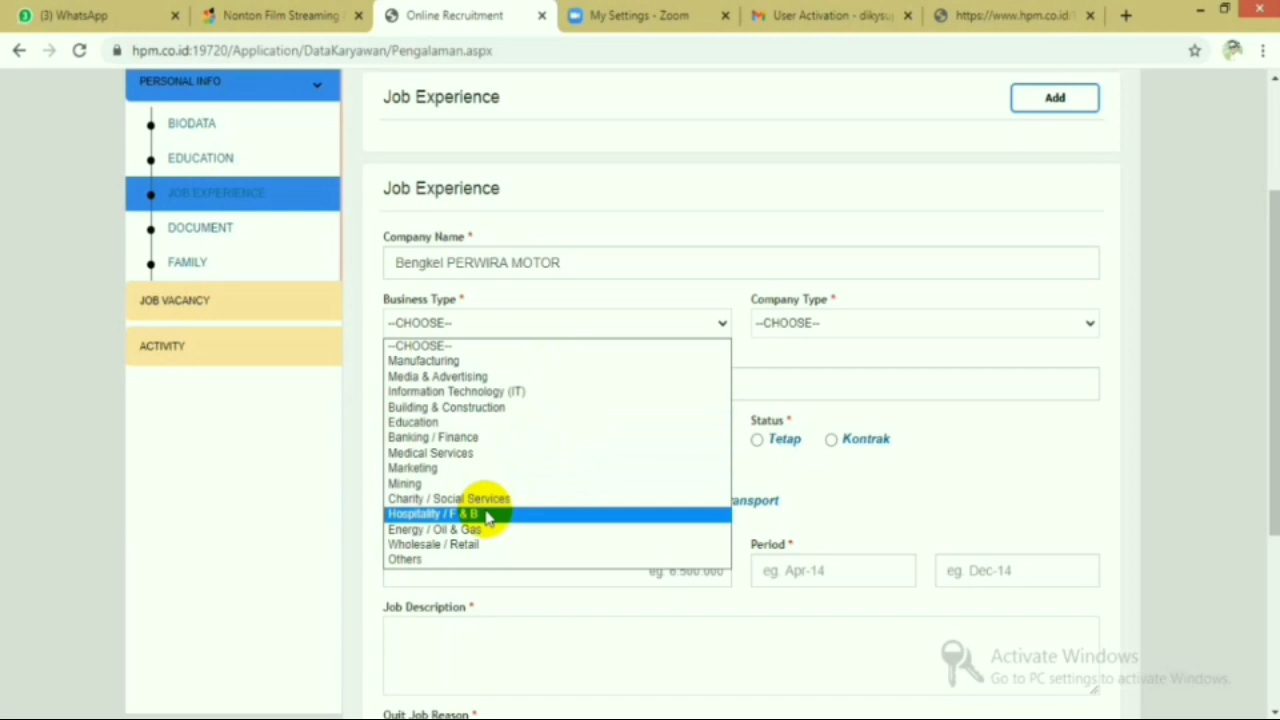 (3) WhatsApp
Nonton Film Streaming
Online Recruitment
My Settings - Zoom
User Activation - dikysu
https://www.hpm.co.id/
hpm.co.id:19720/Application/DataKaryawan/Pengalaman.aspx
PERSONAL INFO
BIODATA
EDUCATION
JOB EXPERIENCE
DOCUMENT
FAMILY
JOB VACANCY
ACTIVITY
Job Experience
Add
Job Experience
Company Name *
Bengkel PERWIRA MOTOR
Business Type *
Company Type *
--CHOOSE--
--CHOOSE--
--CHOOSE--
Manufacturing
Media & Advertising
Information Technology (IT)
Building & Construction
Education
Banking / Finance
Medical Services
Marketing
Mining
Charity / Social Services
Hospitality / F & B
Energy / Oil & Gas
Wholesale / Retail
Others
Status *
Tetap
Kontrak
ransport
eg. 6.500.000
Period *
eg. Apr-14
eg. Dec-14
Job Description *
Quit Job Reason *
Activate Windows
Go to PC settings to activate Windows.